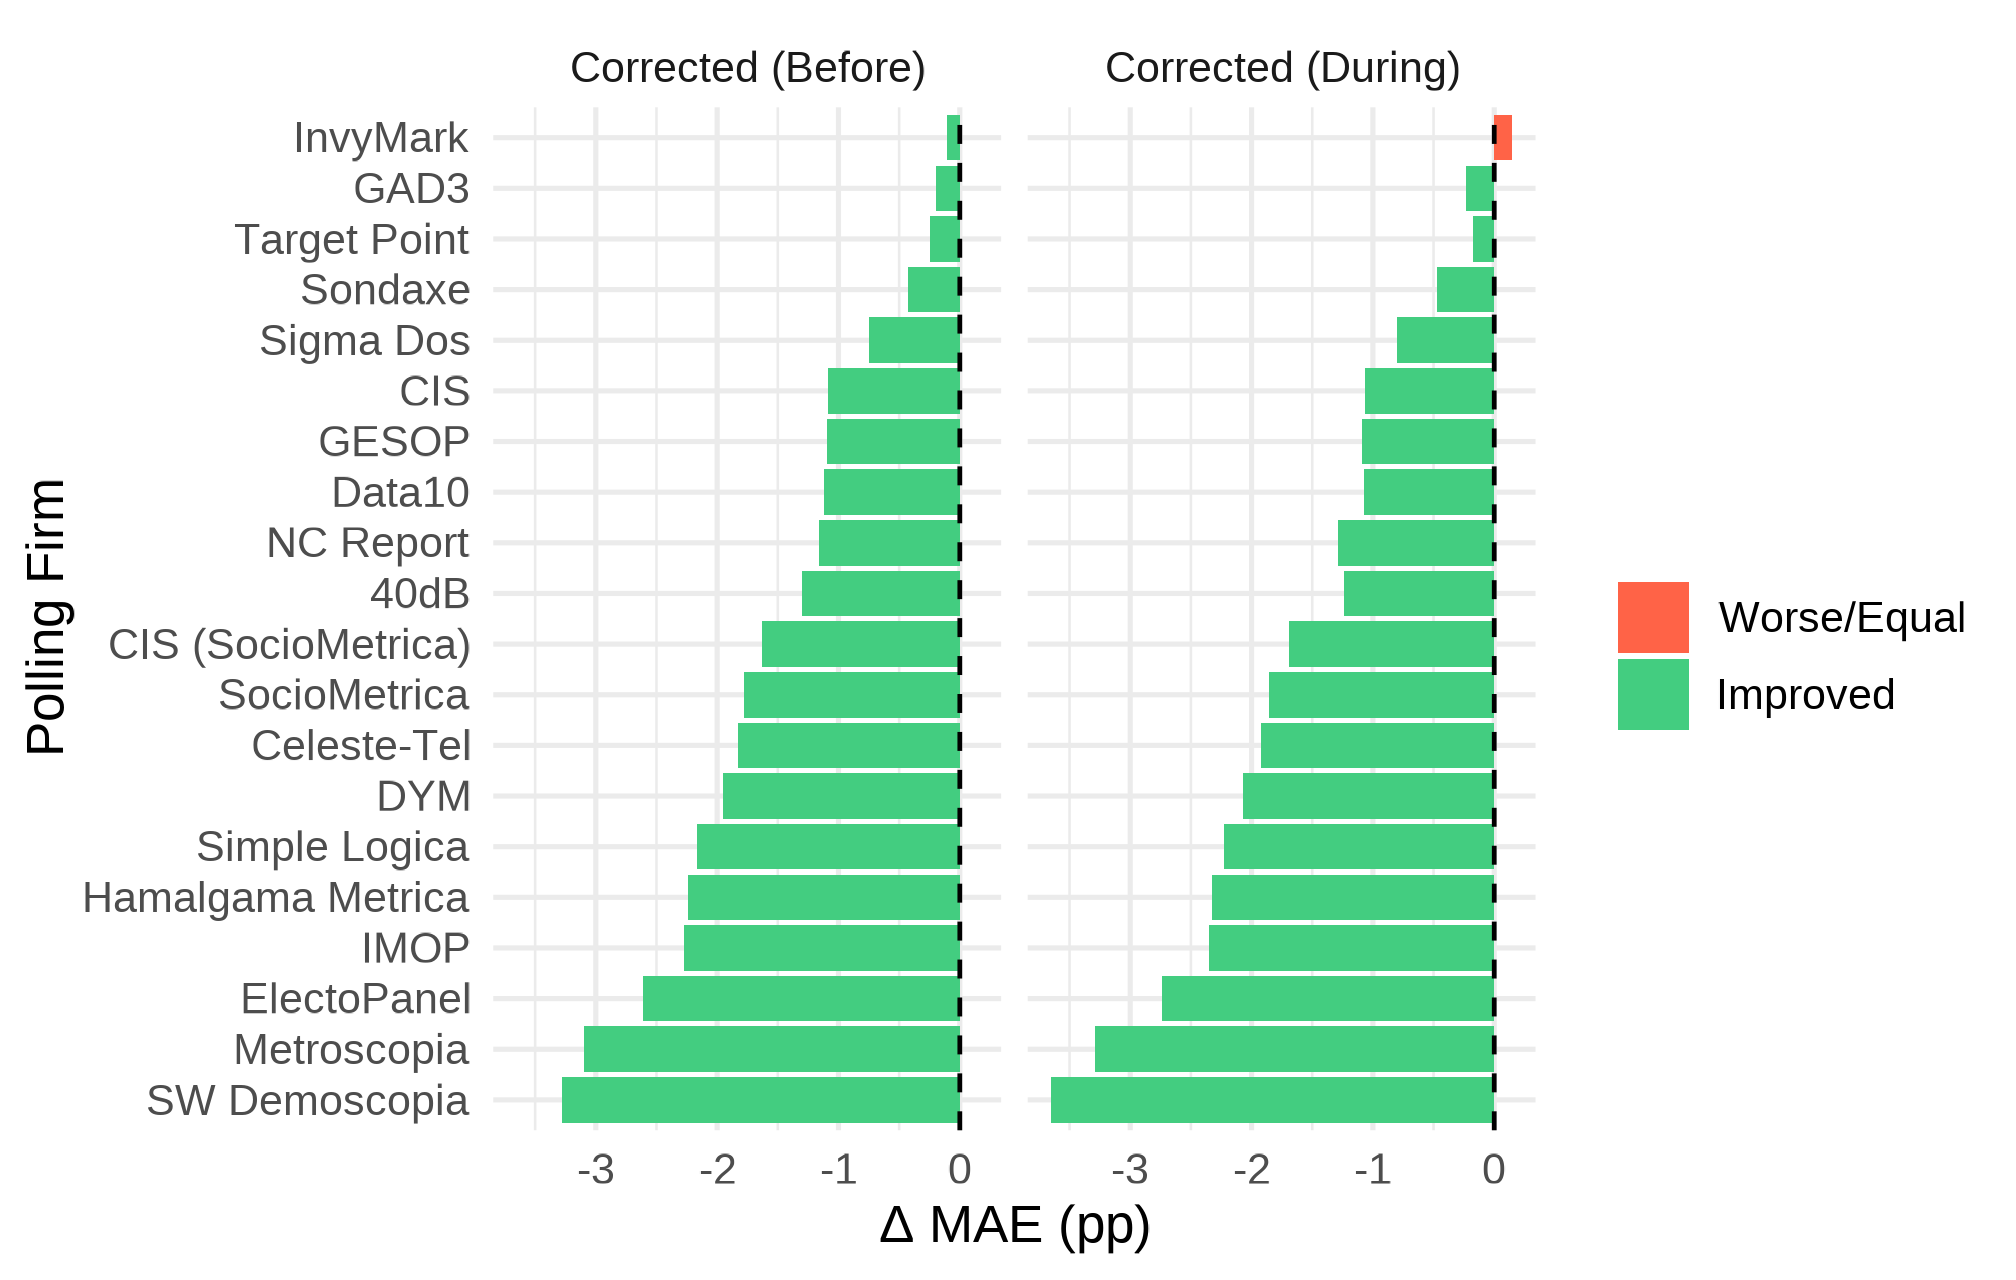 Corrected (Before)
Corrected (During)
Polling Firm
InvyMark
GAD3
Target Point
Sondaxe
Sigma Dos
CIS
GESOP
Data10
NC Report
40dB
CIS (SocioMetrica)
SocioMetrica
Celeste-Tel
DYM
Simple Logica
Hamalgama Metrica
IMOP
ElectoPanel
Metroscopia
SW Demoscopia
-3 -2 -1 0
-3 -2 -1 0
Δ MAE (pp)
Worse/Equal
Improved